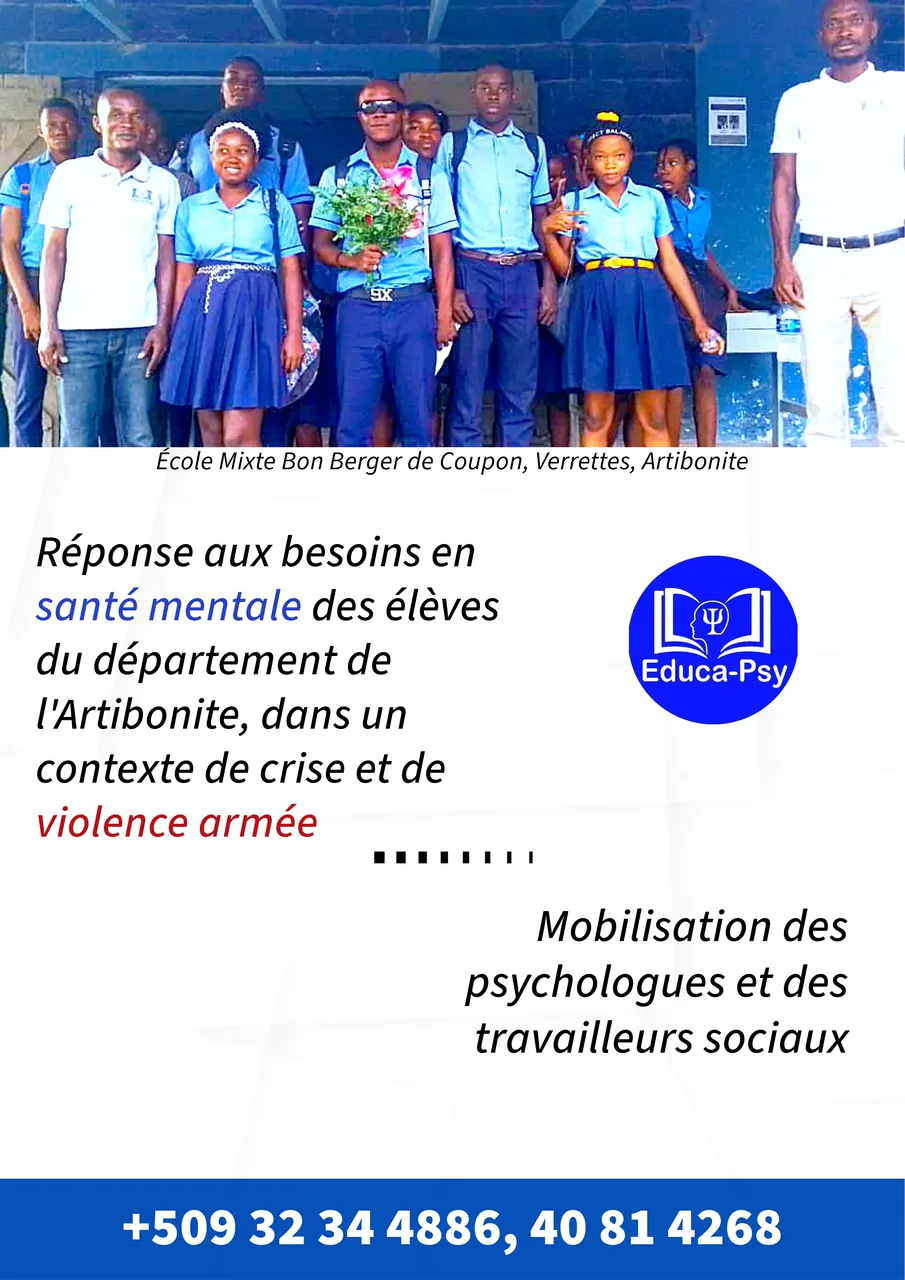 École Mixte Bon Berger de Coupon, Verrettes, Artibonite
Réponse aux besoins en
santé mentale des élèves
du département de
l'Artibonite, dans un
contexte de crise et de
violence armée
Educa-Psy
Mobilisation des
psychologues et des
travailleurs sociaux
+509 32 34 4886, 40 81 4268